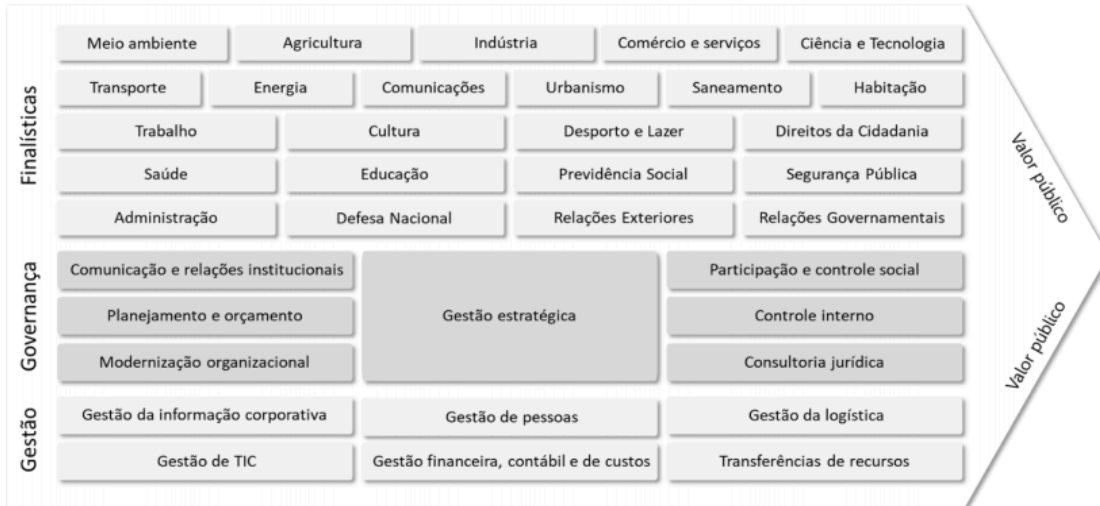 Finalísticas
Meio ambiente
Agricultura
Indústria
Comércio e serviços
Ciência e Tecnologia
Transporte
Energia
Comunicações
Urbanismo
Saneamento
Habitação
Trabalho
Cultura
Desporto e Lazer
Direitos da Cidadania
Saúde
Educação
Previdência Social
Segurança Pública
Administração
Defesa Nacional
Relações Exteriores
Relações Governamentais
Governança
Comunicação e relações institucionais
Planejamento e orçamento
Modernização organizacional
Gestão estratégica
Participação e controle social
Controle interno
Consultoria jurídica
Gestão
Gestão da informação corporativa
Gestão de pessoas
Gestão da logística
Gestão de TIC
Gestão financeira, contábil e de custos
Transferências de recursos
Valor público
Valor público